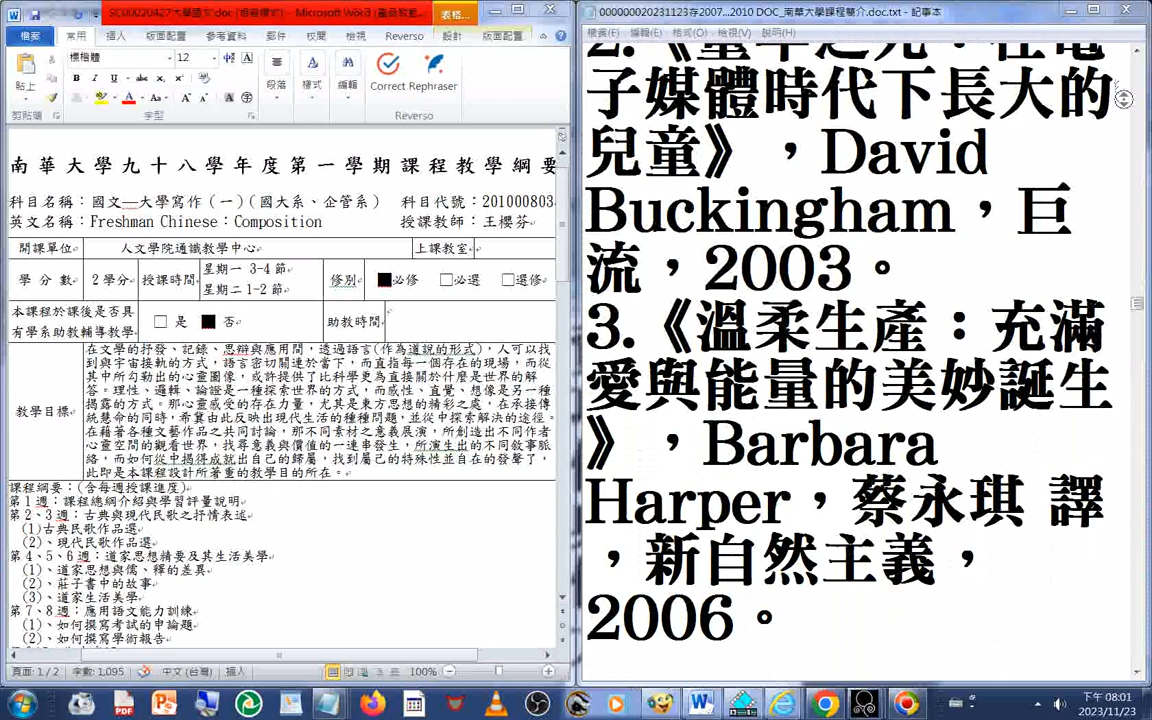 SC00020427大學國文.doc [相容模式] - Microsoft Word (產品啟動...
表格...
檔案 常用 插入 版面配置 參考資料 郵件 校閱 檢視 Reverso 設計 版面配置
標楷體 12
貼上
段落 樣式 編輯 Correct Rephraser
剪貼簿 字型 Reverso
南華大學九十八學年度第一學期課程教學綱要
科目名稱：國文—大學寫作(一)(國大系、企管系) 科目代號：201000803
英文名稱：Freshman Chinese：Composition 授課教師：王櫻芬
開課單位 人文學院通識教學中心 上課教室
學 分 數 2學分 授課時間 星期一 3-4節 星期二1-2節 修別 ■必修 □必選 □選修
本課程於課後是否具有學系助教輔導教學 □ 是 ■ 否 助教時間
教學目標
在文學的抒發、記錄、思辯與應用間，透過語言(作為道說的形式)，人可以找
到與宇宙接軌的方式，語言密切關連於當下，而直指每一個存在的現場，而從
其中所勾勒出的心靈圖像，或許提供了比科學更為直接關於什麼是世界的解
答。理性、邏輯、論證是一種探索世界的方式，而感性、直覺、想像是另一種
揭露的方式。那心靈感受的存在力量，尤其是東方思想的精彩之處，在承接傳
統慧命的同時，希冀由此反映出現代生活的種種問題，並從中探索解決的途徑。
在藉著各種文藝作品之共同討論，那不同素材之意義展演，所創造出不同作者
心靈空間的觀看世界，找尋意義與價值的一連串發生，所演生出的不同敘事脈
絡，而如何從中揭得成就出自己的歸屬，找到屬己的特殊性並自在的發聲了，
此即是本課程設計所著重的教學目的所在。
課程綱要：(含每週授課進度)
第1週：課程總綱介紹與學習評量說明
第2、3週：古典與現代民歌之抒情表述
(1)古典民歌作品選
(2)、現代民歌作品選
第4、5、6 週：道家思想精要及其生活美學
(1)、道家思想與儒、釋的差異
(2)、莊子書中的故事
(3)、道家生活美學
第7、8 週：應用語文能力訓練
(1)、如何撰寫考試的申論題
(2)、如何撰寫學術報告
頁面: 1/2 字數: 1,095 中文 (台灣) 插入 100%
000000020231123存2007...2010 DOC_南華大學課程簡介.doc.txt - 記事本
檔案(F) 編輯(E) 格式(O) 檢視(V) 說明(H)
2.《童年之死：在電
子媒體時代下長大的
兒童》，David
Buckingham，巨
流，2003。
3.《溫柔生產：充滿
愛與能量的美妙誕生
》，Barbara
Harper，蔡永琪 譯
，新自然主義，
2006。
下午 08:01
2023/11/23